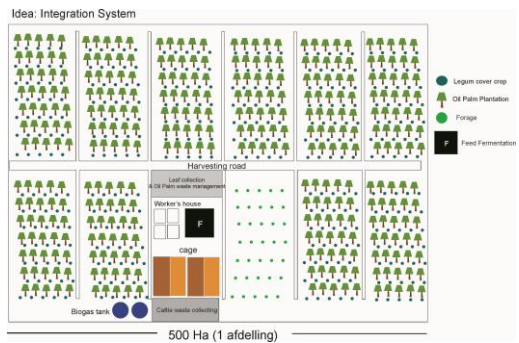 Idea: Integration System
Legum cover crop
Oil Palm Plantation
Forage
F
Feed Fermentation
Harvesting road
Leaf collection
& Oil Palm waste management
Worker's house
F
cage
Biogas tank
Cattle waste collecting
500 Ha (1 afdelling)